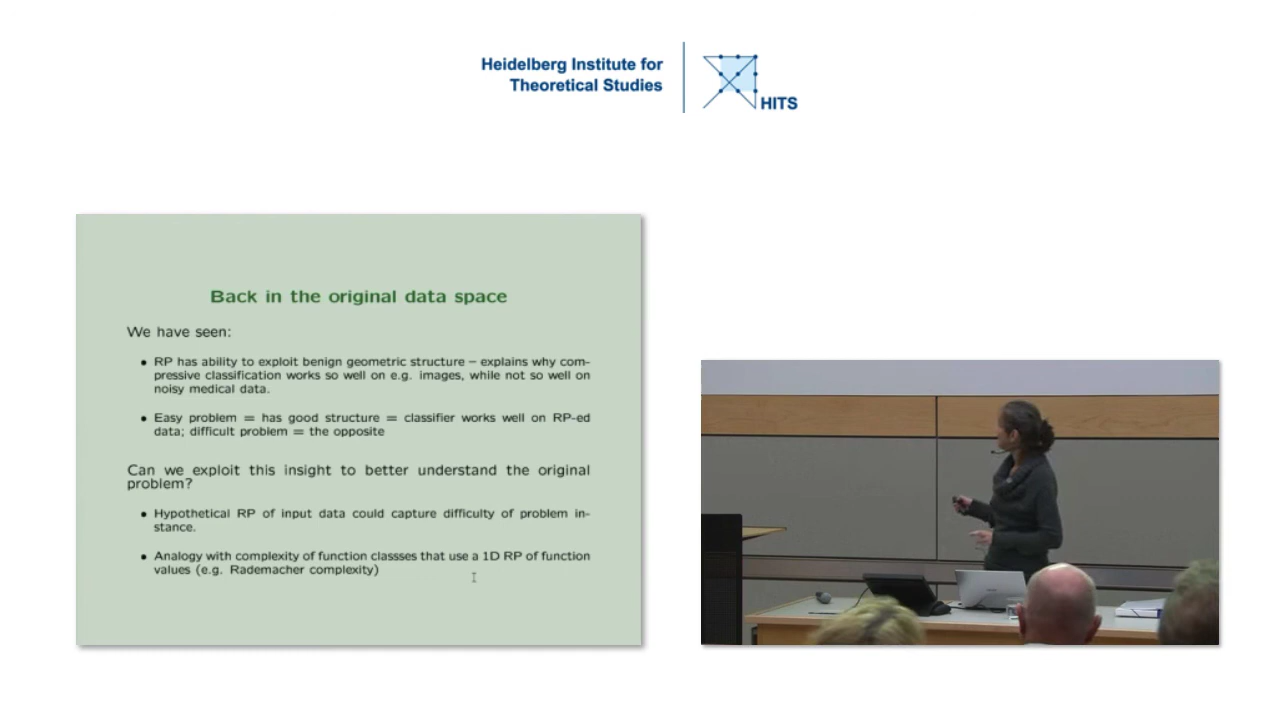 Heidelberg Institute for
Theoretical Studies
HITS
Back in the original data space
We have seen:
• RP has ability to exploit benign geometric structure – explains why com-
pressive classification works so well on e.g. images, while not so well on
noisy medical data.
• Easy problem = has good structure = classifier works well on RP-ed
data; difficult problem = the opposite
Can we exploit this insight to better understand the original
problem?
• Hypothetical RP of input data could capture difficulty of problem in-
stance.
• Analogy with complexity of function classses that use a 1D RP of function
values (e.g. Rademacher complexity)